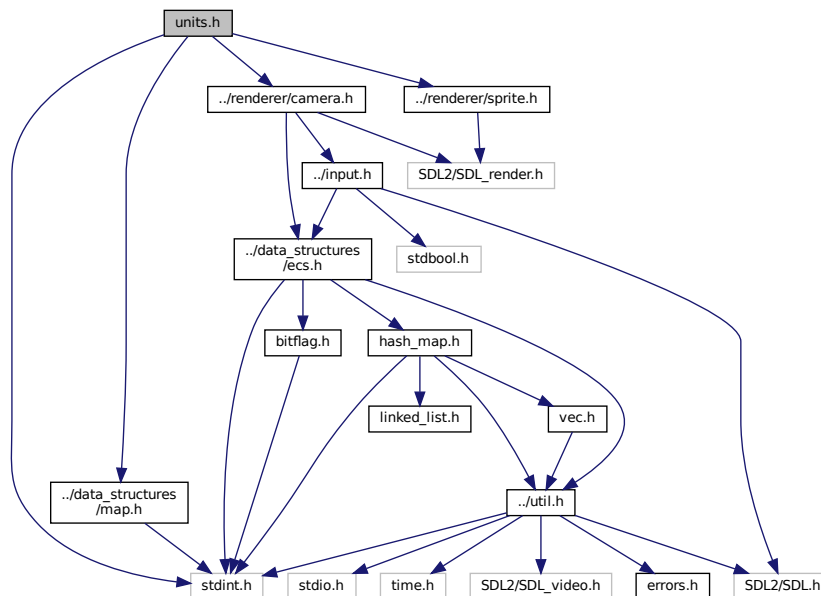 units.h
../renderer/camera.h
../renderer/sprite.h
../input.h
SDL2/SDL_render.h
../data_structures
/ecs.h
stdbool.h
bitflag.h
hash_map.h
linked_list.h
vec.h
../data_structures
/map.h
../util.h
stdint.h
stdio.h
time.h
SDL2/SDL_video.h
errors.h
SDL2/SDL.h